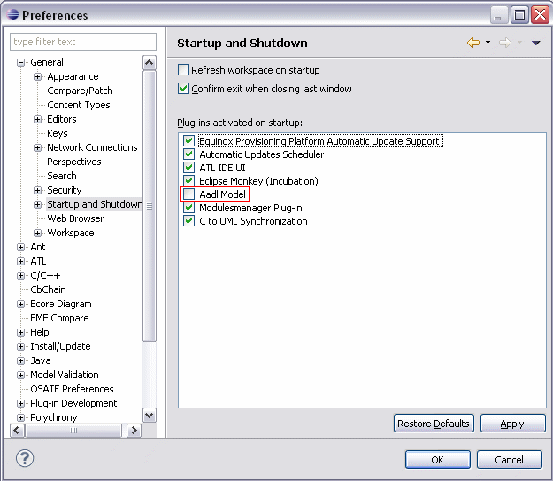 Preferences
type filter text
General
Appearance
Compare/Patch
Content Types
Editors
Keys
Network Connections
Perspectives
Search
Security
Startup and Shutdown
Web Browser
Workspace
Ant
ATL
C/C++
CbChain
Ecore Diagram
EMF Compare
Help
Install/Update
Java
Model Validation
OSATE Preferences
Plug-in Development
Polychrony
Startup and Shutdown
Refresh workspace on startup
Confirm exit when closing last window
Plug-ins activated on startup:
Equinox Provisioning Platform Automatic Update Support
Automatic Updates Scheduler
ATL IDE UI
Eclipse Monkey (Incubation)
Aadl Model
Modulesmanager Plug-in
C to UML Synchronization
Restore Defaults
Apply
?
OK
Cancel